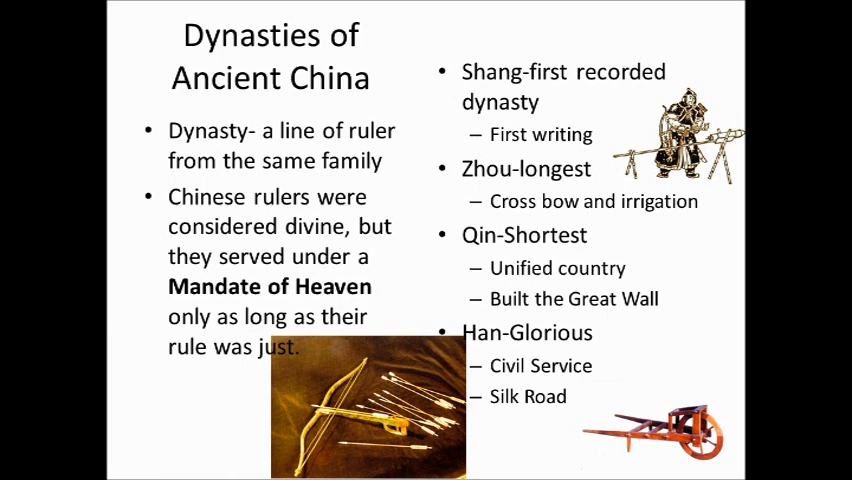 Dynasties of
Ancient China
• Dynasty- a line of ruler
from the same family
• Chinese rulers were
considered divine, but
they served under a
Mandate of Heaven
only as long as their
rule was just.
• Shang-first recorded
dynasty
– First writing
• Zhou-longest
– Cross bow and irrigation
• Qin-Shortest
– Unified country
– Built the Great Wall
• Han-Glorious
– Civil Service
– Silk Road